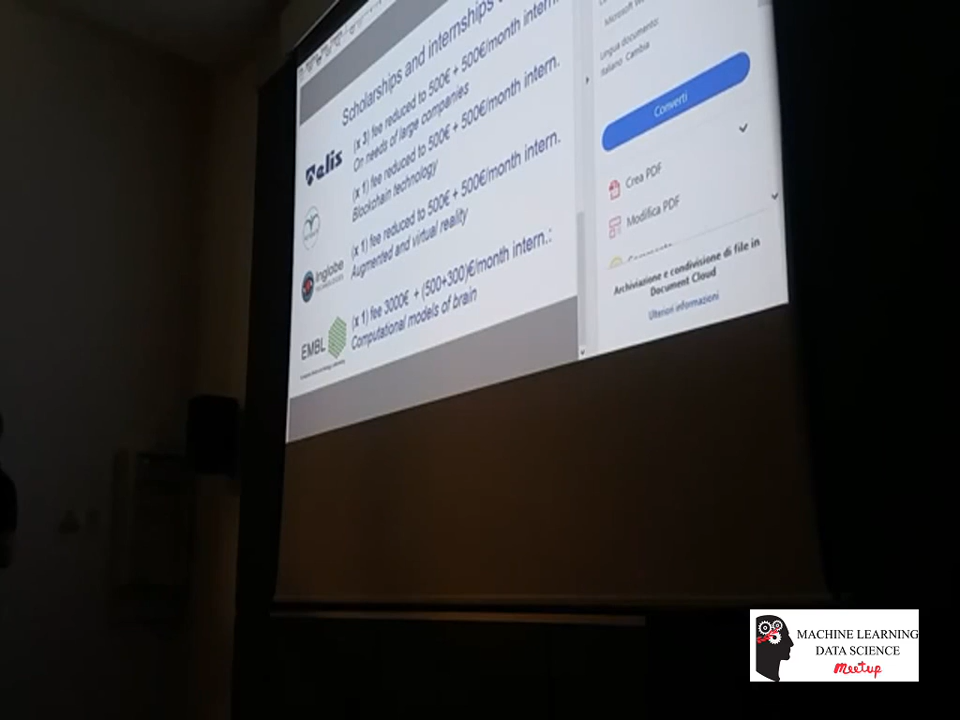 Scholarships and internships
(x 3) fee reduced to 500€ + 500€/month intern.
On needs of large companies
elis
(x 1) fee reduced to 500€ + 500€/month intern.
Blockchain technology
(x 1) fee reduced to 500€ + 500€/month intern.
Augmented and virtual reality
Inglobe
TECHNOLOGIES
(x 1) fee 3000€ + (500+300)€/month intern.:
Computational models of brain
EMBL
Microsoft
Lingua documento:
Italiano Cambia
Converti
Crea PDF
Modifica PDF
Archiviazione e condivisione di file in
Document Cloud
Ulteriori informazioni
MACHINE LEARNING
DATA SCIENCE
Meetup